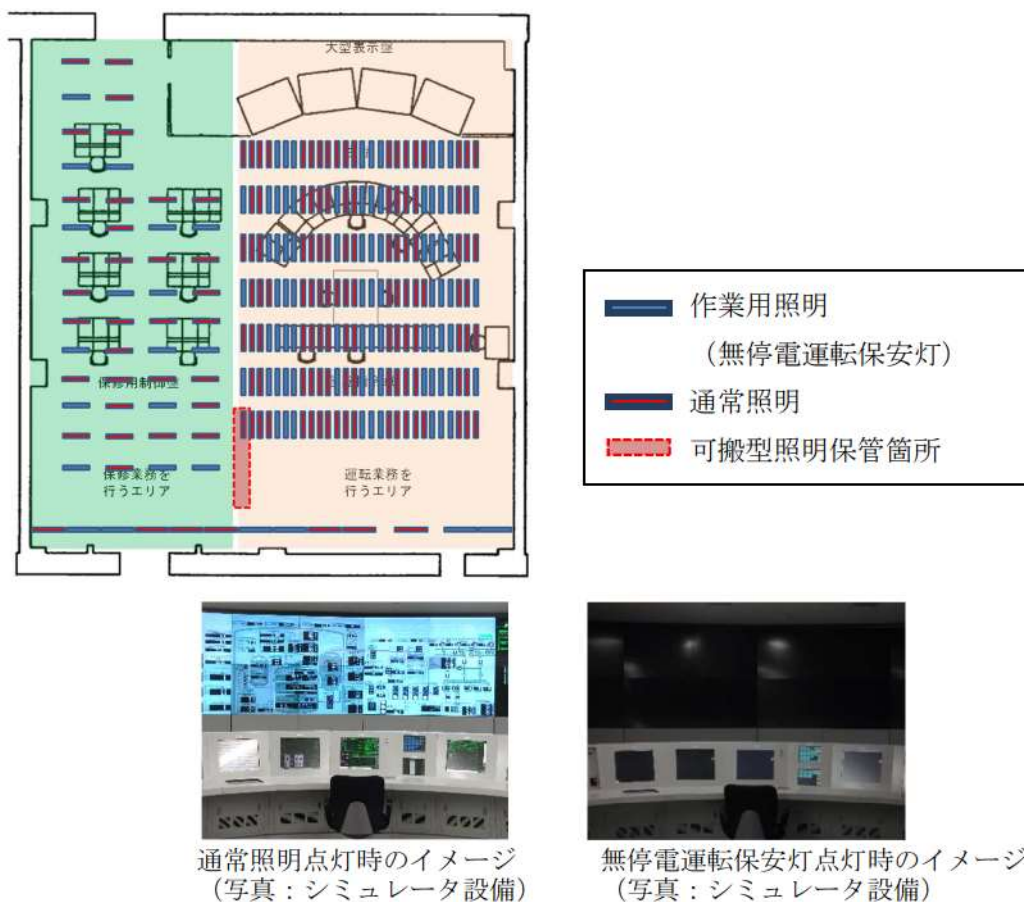 大型表示盤
保修用制御盤
保修業務を
行うエリア
運転業務を
行うエリア
作業用照明
（無停電運転保安灯）
通常照明
可搬型照明保管箇所
通常照明点灯時のイメージ
（写真：シミュレータ設備）
無停電運転保安灯点灯時のイメージ
（写真：シミュレータ設備）